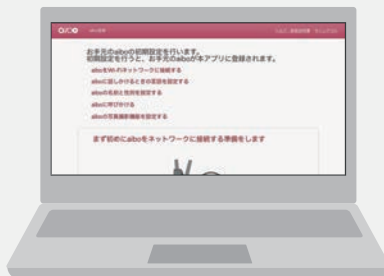 aibo
お手元のaiboの初期設定を行います。
初期設定を行うと、お手元のaiboが本アプリに登録されます。
aiboをWi-Fiネットワークに接続する
aiboに話しかけるときの言語を設定する
aiboの名前と性別を設定する
aiboに呼びかける
aiboの写真撮影機能を設定する
まず初めにaiboをネットワークに接続する準備をします